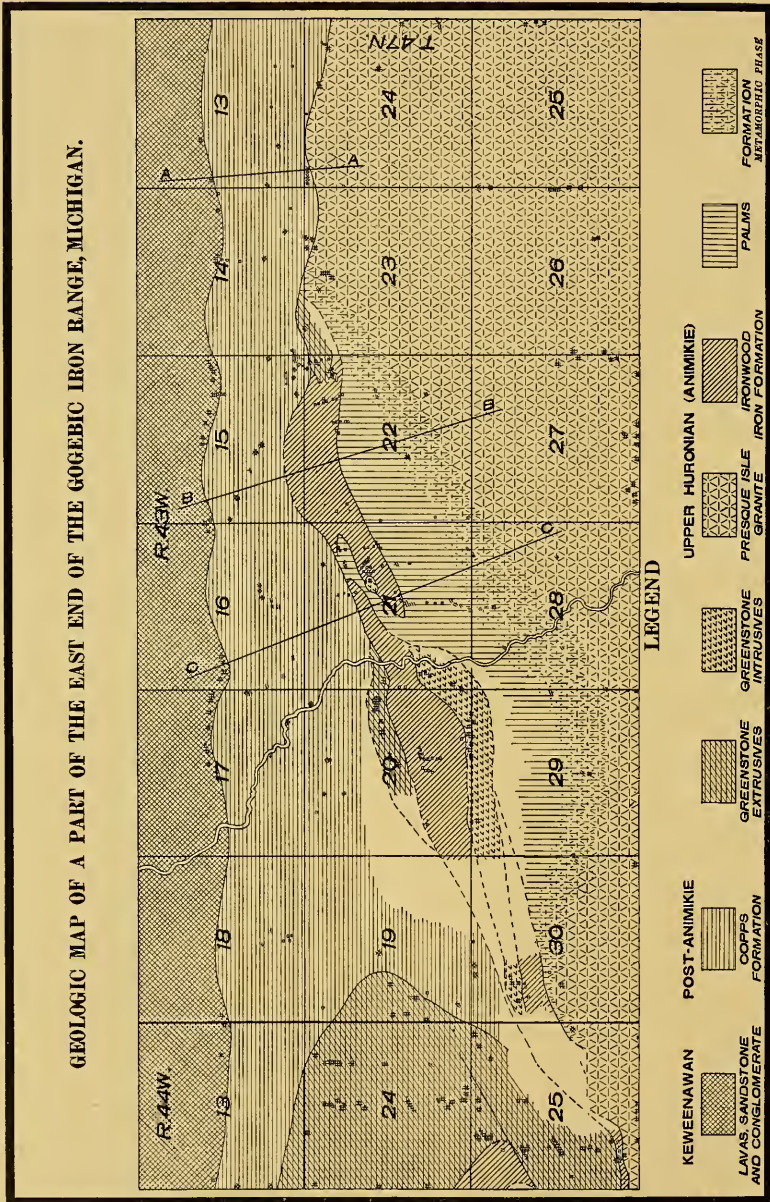 GEOLOGIC MAP OF A PART OF THE EAST END OF THE GOGEBIC IRON RANGE, MICHIGAN.
R.44W.
R.43W.
T47N
13
18
17
16
15
14
13
24
19
20
21
22
23
24
25
30
29
28
27
26
25
A
A
B
B
C
C
LEGEND
KEWEENAWAN
LAVAS, SANDSTONE
AND CONGLOMERATE
POST-ANIMIKIE
COPPS
FORMATION
GREENSTONE
EXTRUSIVES
GREENSTONE
INTRUSIVES
PRESQUE ISLE
GRANITE
UPPER HURONIAN (ANIMIKIE)
IRONWOOD
IRON FORMATION
PALMS
FORMATION
METAMORPHIC PHASE